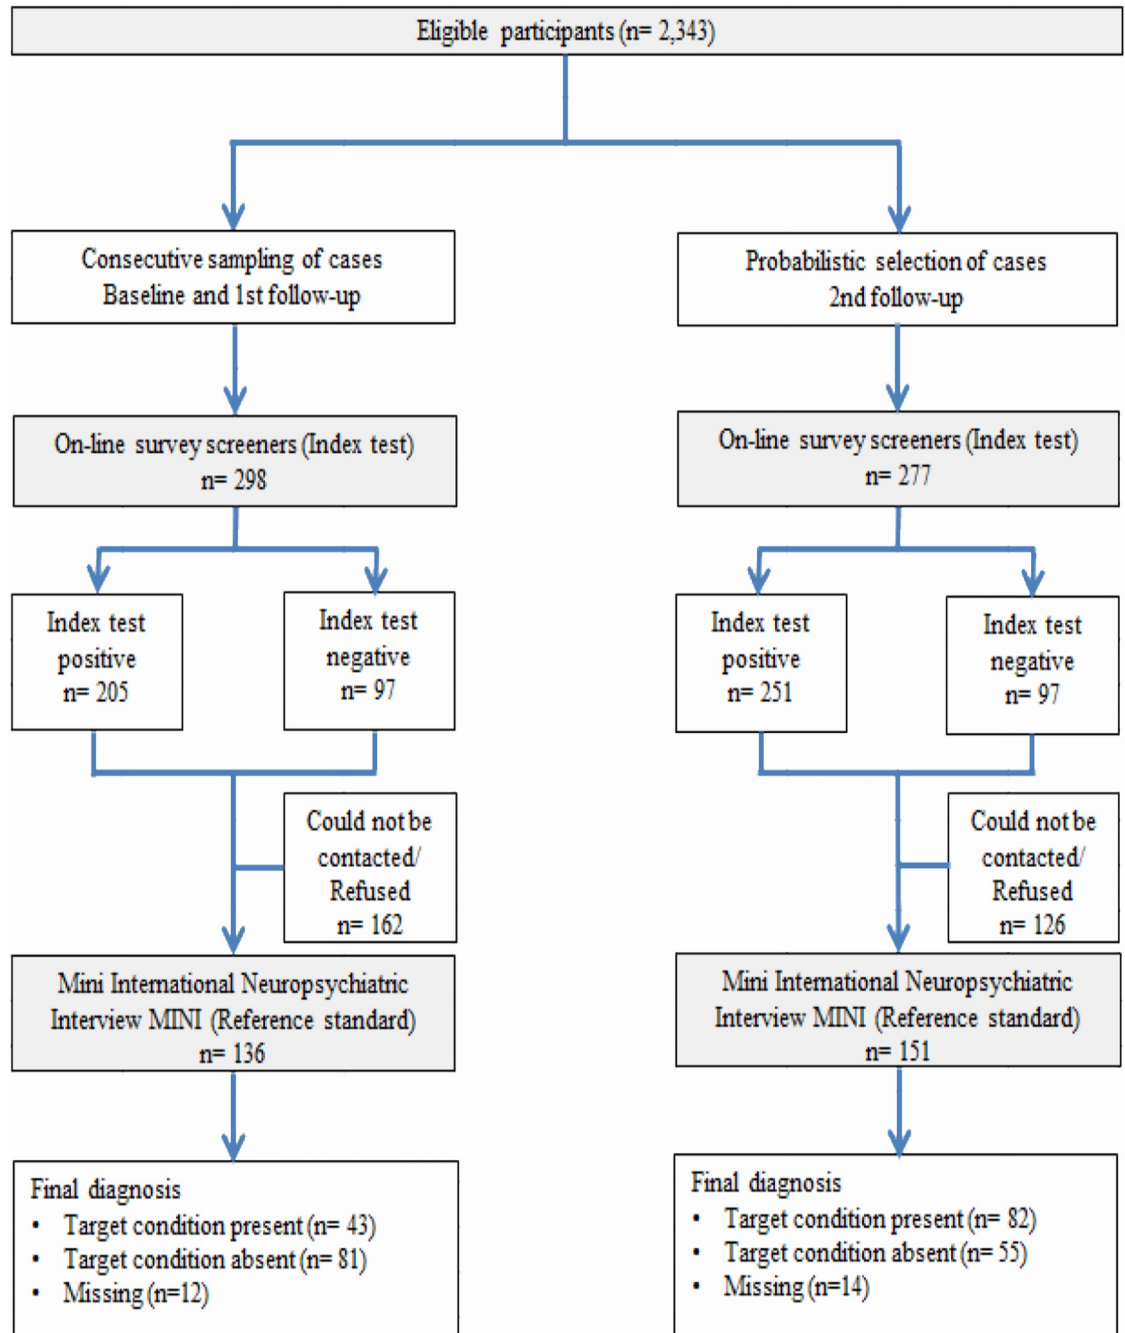 Eligible participants (n= 2,343)
Consecutive sampling of cases
Baseline and 1st follow-up
Probabilistic selection of cases
2nd follow-up
On-line survey screeners (Index test)
n= 298
On-line survey screeners (Index test)
n= 277
Index test
positive
n= 205
Index test
negative
n= 97
Index test
positive
n= 251
Index test
negative
n= 97
Could not be
contacted/
Refused
n= 162
Could not be
contacted/
Refused
n= 126
Mini International Neuropsychiatric
Interview MINI (Reference standard)
n= 136
Mini International Neuropsychiatric
Interview MINI (Reference standard)
n= 151
Final diagnosis
• Target condition present (n= 43)
• Target condition absent (n= 81)
• Missing (n=12)
Final diagnosis
• Target condition present (n= 82)
• Target condition absent (n= 55)
• Missing (n=14)